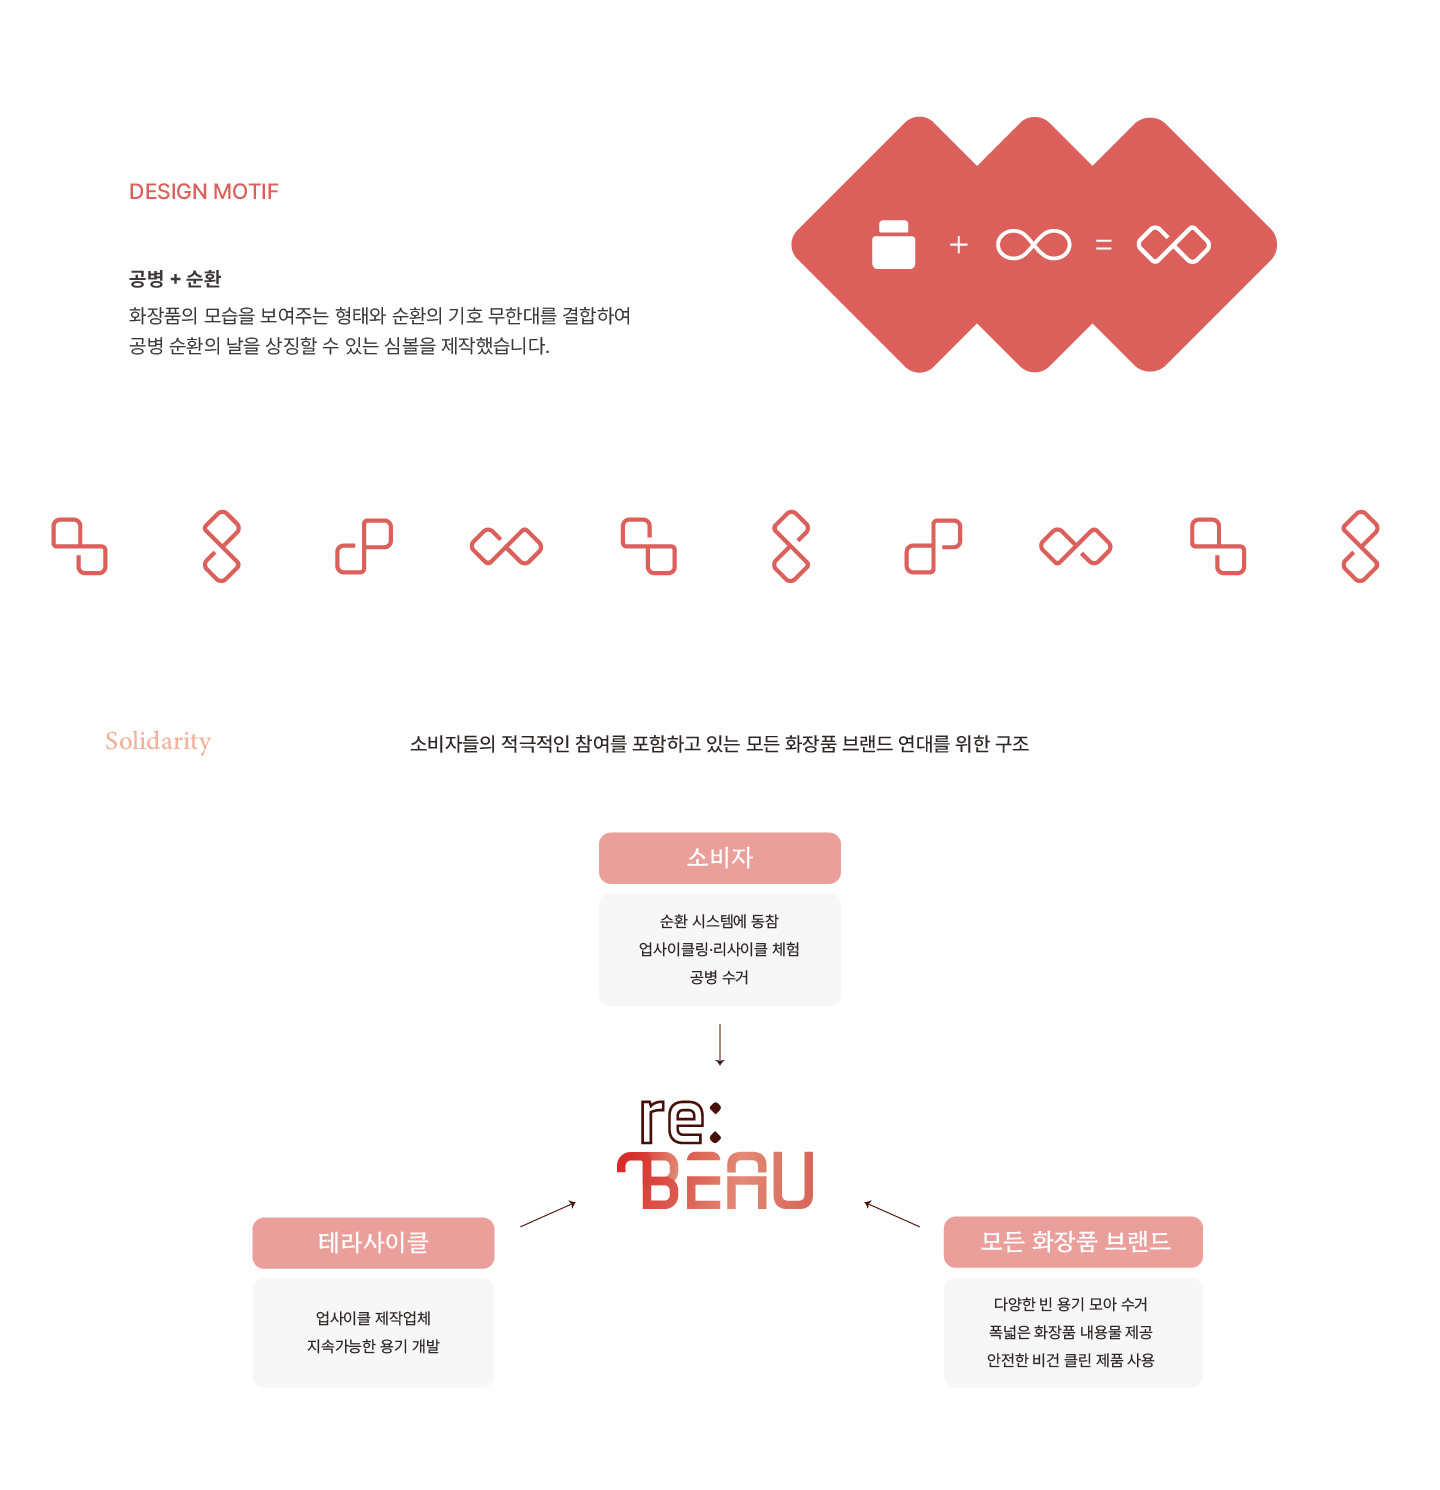 DESIGN MOTIF
공병 + 순환
화장품의 모습을 보여주는 형태와 순환의 기호 무한대를 결합하여
공병 순환의 날을 상징할 수 있는 심볼을 제작했습니다.
+ =
Solidarity
소비자들의 적극적인 참여를 포함하고 있는 모든 화장품 브랜드 연대를 위한 구조
소비자
순환 시스템에 동참
업사이클링·리사이클 체험
공병 수거
re:
BEAU
테라사이클
업사이클 제작업체
지속가능한 용기 개발
모든 화장품 브랜드
다양한 빈 용기 모아 수거
폭넓은 화장품 내용물 제공
안전한 비건 클린 제품 사용